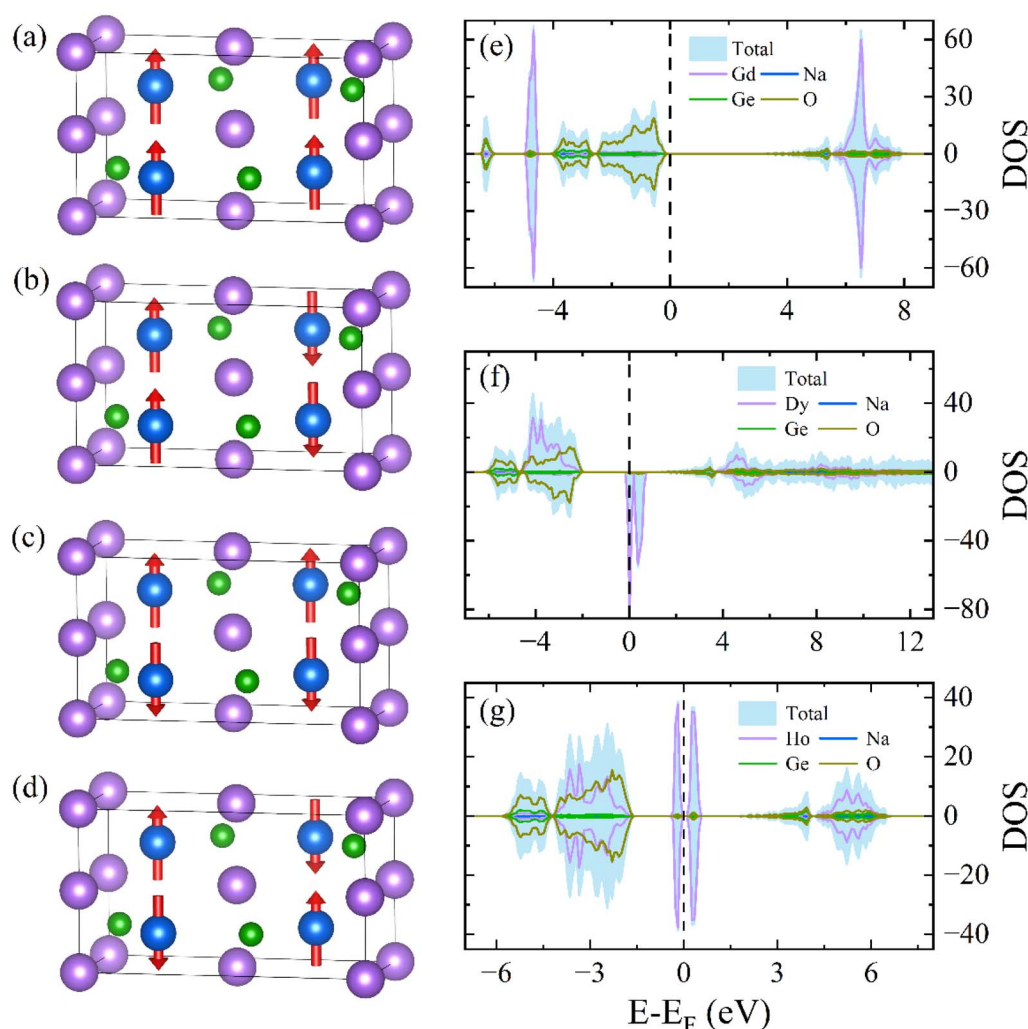 (a)
(b)
(c)
(d)
(e)
Total
Gd Na
Ge O
60
30
0
−30
−60
DOS
−4 0 4 8
(f)
Total
Dy Na
Ge O
40
0
−40
−80
DOS
−4 0 4 8 12
(g)
Total
Ho Na
Ge O
40
20
0
−20
−40
DOS
−6 −3 0 3 6
E-E_F (eV)